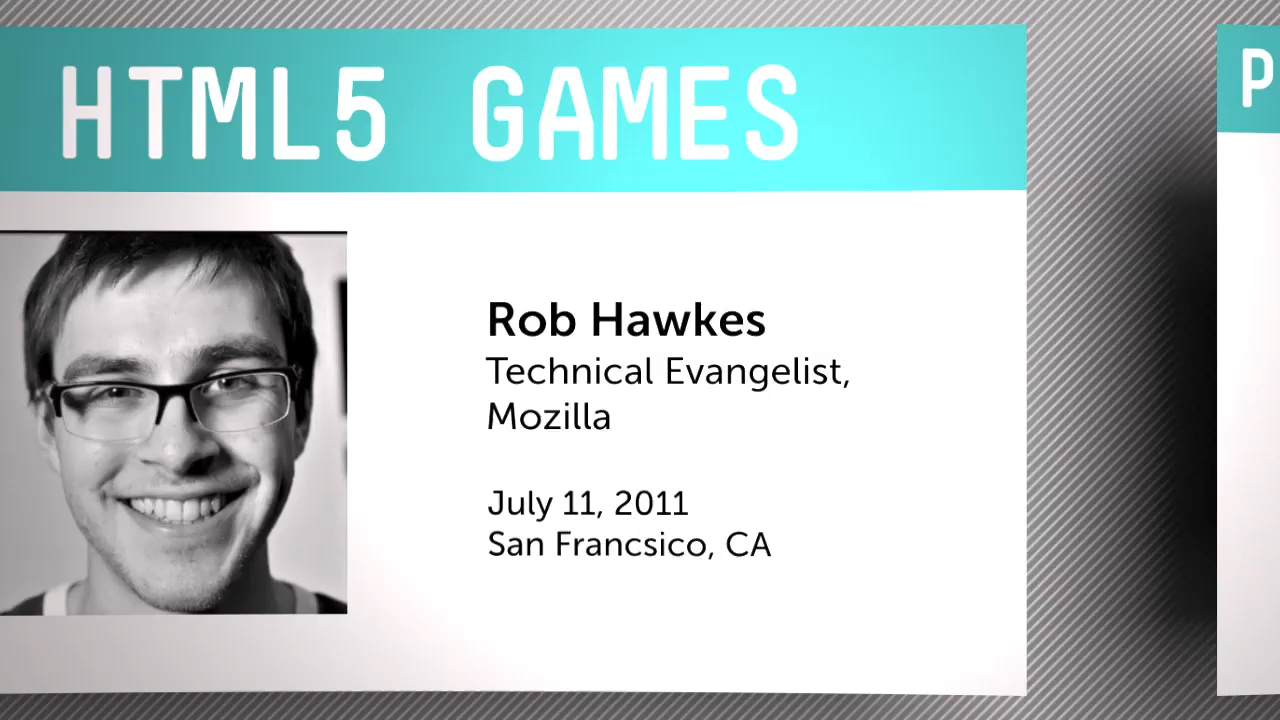 HTML5 GAMES
P
Rob Hawkes
Technical Evangelist,
Mozilla
July 11, 2011
San Francsico, CA